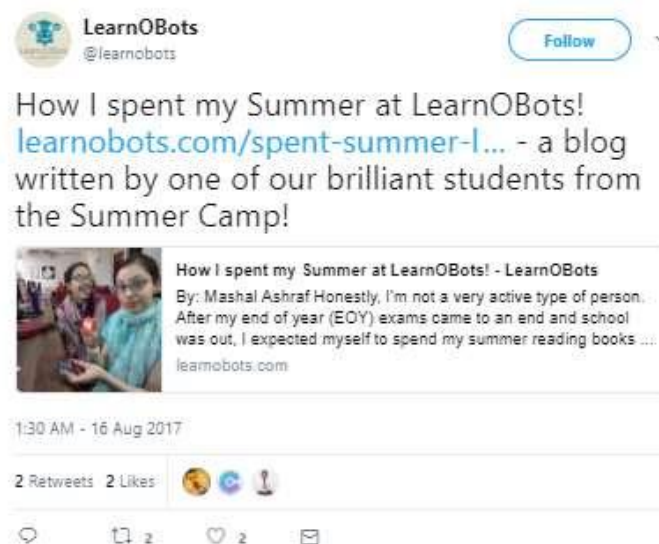 LearnOBots
@learnobots
Follow
How I spent my Summer at LearnOBots!
learnobots.com/spent-summer-l... - a blog
written by one of our brilliant students from
the Summer Camp!
How I spent my Summer at LearnOBots! - LearnOBots
By: Mashal Ashraf Honestly, I'm not a very active type of person.
After my end of year (EOY) exams came to an end and school
was out, I expected myself to spend my summer reading books ...
learnobots.com
1:30 AM - 16 Aug 2017
2 Retweets 2 Likes
2 2